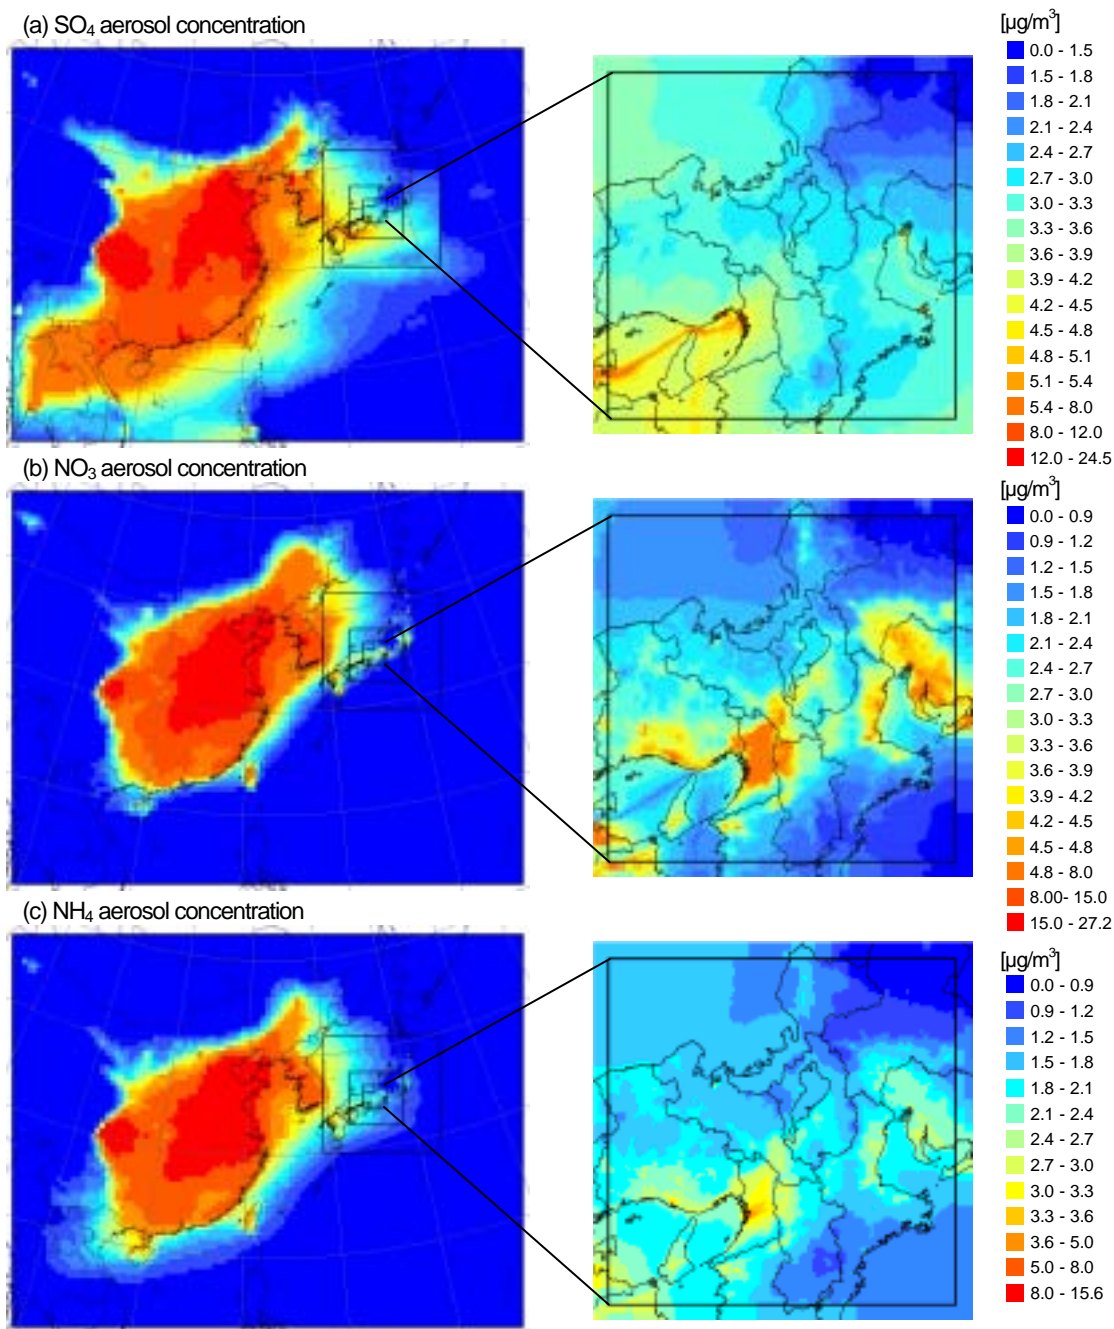 (a) SO₄ aerosol concentration
[µg/m³]
0.0 - 1.5
1.5 - 1.8
1.8 - 2.1
2.1 - 2.4
2.4 - 2.7
2.7 - 3.0
3.0 - 3.3
3.3 - 3.6
3.6 - 3.9
3.9 - 4.2
4.2 - 4.5
4.5 - 4.8
4.8 - 5.1
5.1 - 5.4
5.4 - 8.0
8.0 - 12.0
12.0 - 24.5
(b) NO₃ aerosol concentration
[µg/m³]
0.0 - 0.9
0.9 - 1.2
1.2 - 1.5
1.5 - 1.8
1.8 - 2.1
2.1 - 2.4
2.4 - 2.7
2.7 - 3.0
3.0 - 3.3
3.3 - 3.6
3.6 - 3.9
3.9 - 4.2
4.2 - 4.5
4.5 - 4.8
4.8 - 8.0
8.00- 15.0
15.0 - 27.2
(c) NH₄ aerosol concentration
[µg/m³]
0.0 - 0.9
0.9 - 1.2
1.2 - 1.5
1.5 - 1.8
1.8 - 2.1
2.1 - 2.4
2.4 - 2.7
2.7 - 3.0
3.0 - 3.3
3.3 - 3.6
3.6 - 5.0
5.0 - 8.0
8.0 - 15.6